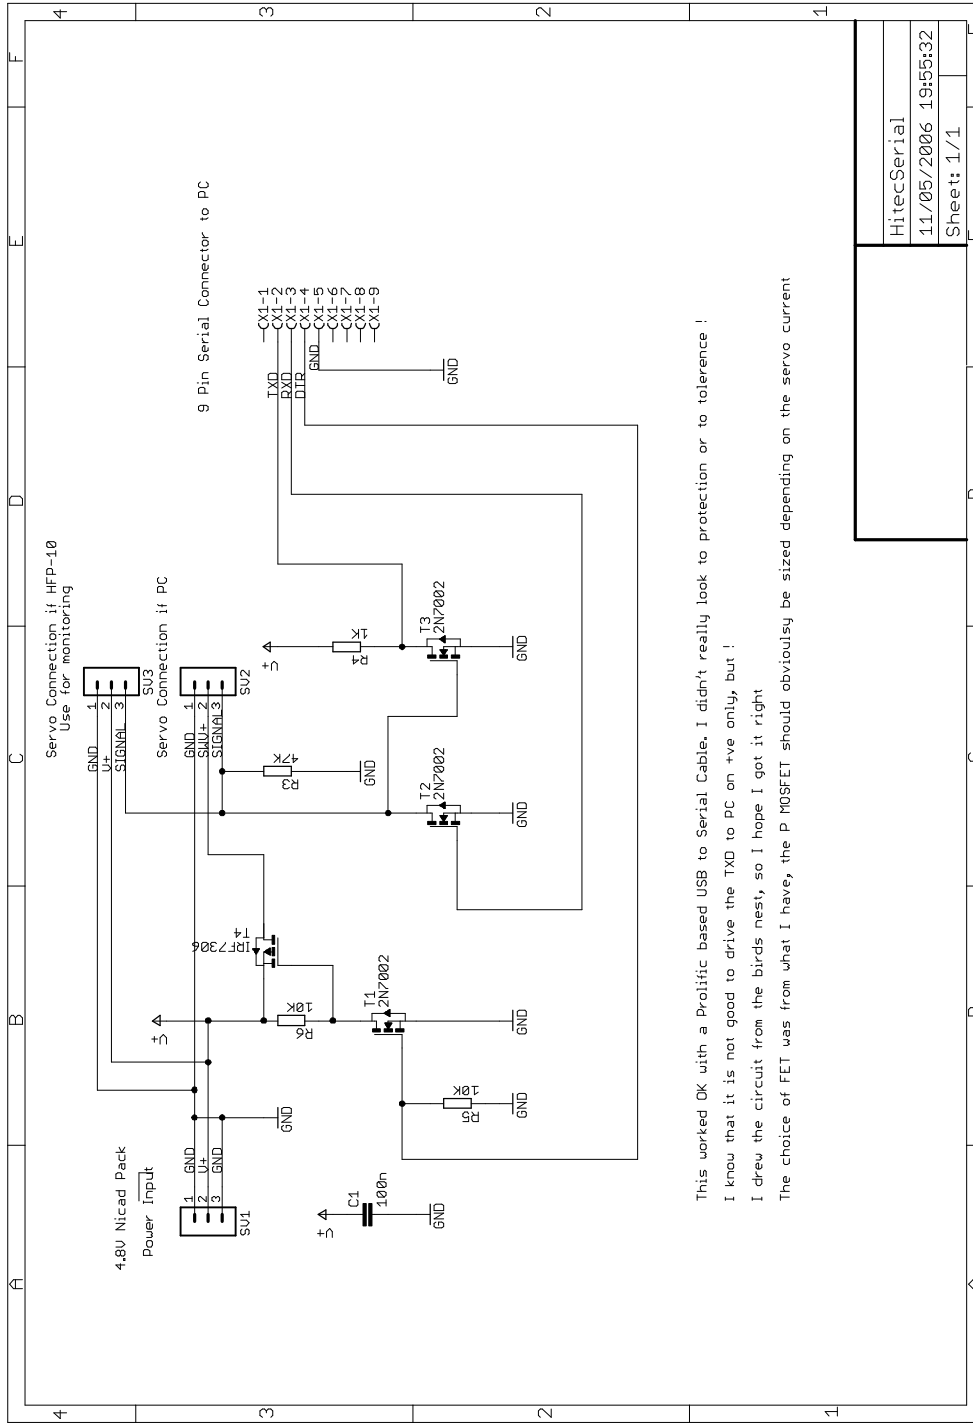 A
B
C
D
E
F
4
4
3
3
2
2
1
1
Servo Connection if HFP-10
Use for monitoring
4.8V Nicad Pack
Power Input
Servo Connection if PC
9 Pin Serial Connector to PC
GND
V+
SIGNAL
1
2
3
SV3
GND
SWV+
SIGNAL
1
2
3
SV2
1
2
3
GND
V+
GND
SV1
GND
V+
V+
C1
100n
GND
V+
R6
10K
T4
IRF7306
T1
2N7002
GND
R5
10K
GND
R3
47K
GND
T2
2N7002
GND
V+
R4
1K
T3
2N7002
GND
TXD
RXD
DTR
GND
GND
CX1-1
CX1-2
CX1-3
CX1-4
CX1-5
CX1-6
CX1-7
CX1-8
CX1-9
This worked OK with a Prolific based USB to Serial Cable. I didn't really look to protection or to tolerence !
I know that it is not good to drive the TXD to PC on +ve only, but !
I drew the circuit from the birds nest, so I hope I got it right
The choice of FET was from what I have, the P MOSFET should obvioulsy be sized depending on the servo current
HitecSerial
11/05/2006 19:55:32
Sheet: 1/1